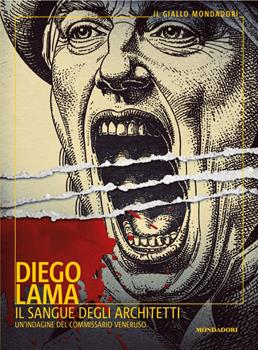 IL GIALLO MONDADORI
DIEGO
LAMA
IL SANGUE DEGLI ARCHITETTI
UN'INDAGINE DEL COMMISSARIO VENERUSO
MONDADORI